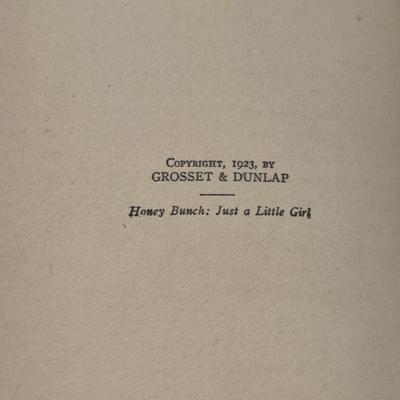 COPYRIGHT, 1923, BY
GROSSET & DUNLAP
Honey Bunch: Just a Little Girl